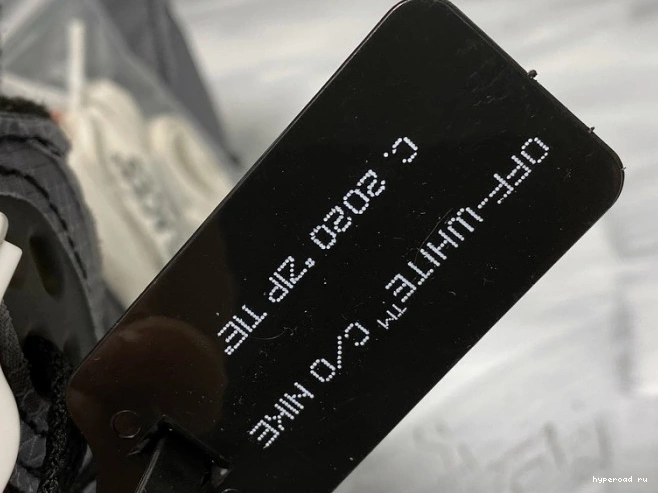 OFF--WHITE™ C/O NIKE
C. 2020 "ZIP TIE"
hyperoad ru